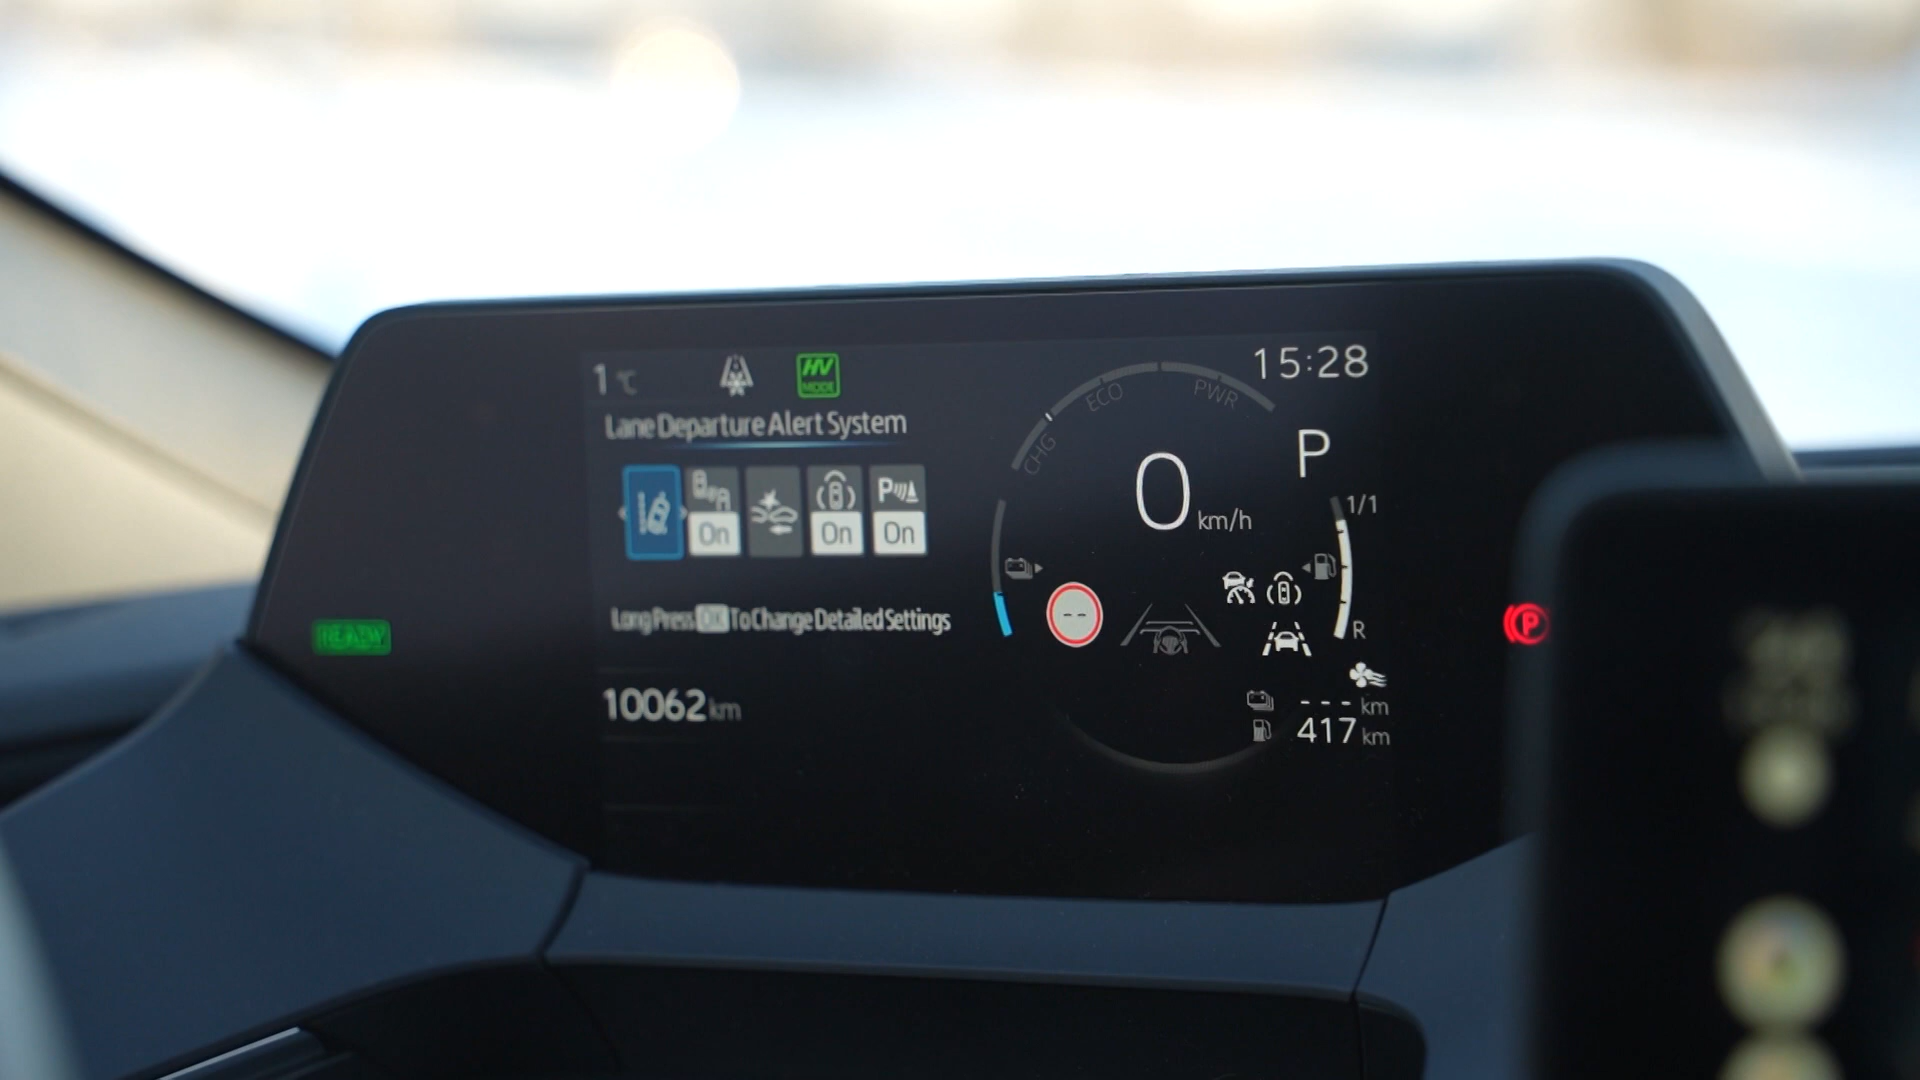 1 ℃
HV
MODE
15:28
Lane Departure Alert System
CHG
ECO
PWR
P
0 km/h
1/1
P
On
On
On
Long Press OK To Change Detailed Settings
--
R
READY
P
10062 km
--- km
417 km